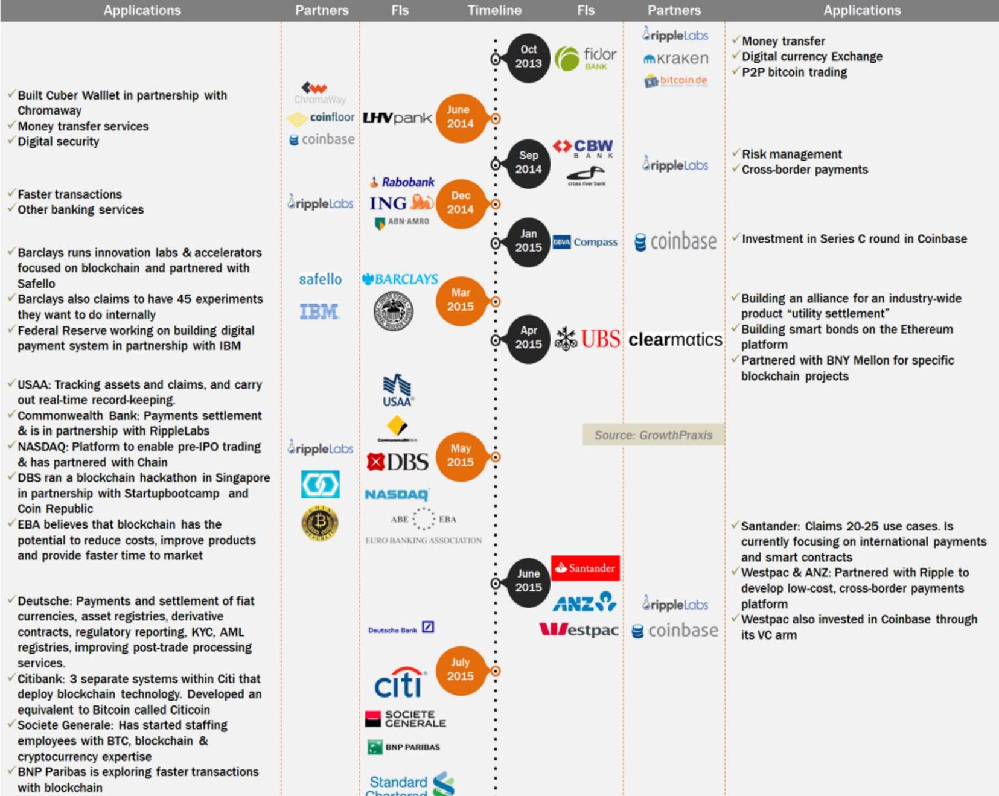 Applications
Partners
FIs
Timeline
FIs
Partners
Applications
Oct
2013
fidor
BANK
rippleLabs
KRAKEN
bitcoin.de
✓Money transfer
✓Digital currency Exchange
✓P2P bitcoin trading
✓Built Cuber Walllet in partnership with
Chromaway
✓Money transfer services
✓Digital security
ChromaWay
coinfloor
coinbase
LHVpank
June
2014
Sep
2014
CBW
BANK
cross river bank
rippleLabs
✓Risk management
✓Cross-border payments
✓Faster transactions
✓Other banking services
rippleLabs
Rabobank
ING
ABN·AMRO
Dec
2014
Jan
2015
BBVA Compass
coinbase
✓Investment in Series C round in Coinbase
✓Barclays runs innovation labs & accelerators
focused on blockchain and partnered with
Safello
✓Barclays also claims to have 45 experiments
they want to do internally
✓Federal Reserve working on building digital
payment system in partnership with IBM
safello
IBM
BARCLAYS
Mar
2015
Apr
2015
UBS
clearmatics
✓Building an alliance for an industry-wide
product “utility settlement”
✓Building smart bonds on the Ethereum
platform
✓Partnered with BNY Mellon for specific
blockchain projects
✓USAA: Tracking assets and claims, and carry
out real-time record-keeping.
✓Commonwealth Bank: Payments settlement
& is in partnership with RippleLabs
✓NASDAQ: Platform to enable pre-IPO trading
& has partnered with Chain
✓DBS ran a blockchain hackathon in Singapore
in partnership with Startupbootcamp and
Coin Republic
✓EBA believes that blockchain has the
potential to reduce costs, improve products
and provide faster time to market
rippleLabs
COIN
REPUBLIC
USAA®
CommonwealthBank
DBS
NASDAQ
ABE EBA
EURO BANKING ASSOCIATION
May
2015
Source: GrowthPraxis
June
2015
Santander
ANZ
Westpac
rippleLabs
coinbase
✓Santander: Claims 20-25 use cases. Is
currently focusing on international payments
and smart contracts
✓Westpac & ANZ: Partnered with Ripple to
develop low-cost, cross-border payments
platform
✓Westpac also invested in Coinbase through
its VC arm
✓Deutsche: Payments and settlement of fiat
currencies, asset registries, derivative
contracts, regulatory reporting, KYC, AML
registries, improving post-trade processing
services.
✓Citibank: 3 separate systems within Citi that
deploy blockchain technology. Developed an
equivalent to Bitcoin called Citicoin
✓Societe Generale: Has started staffing
employees with BTC, blockchain &
cryptocurrency expertise
✓BNP Paribas is exploring faster transactions
with blockchain
Deutsche Bank
citi®
SOCIETE
GENERALE
BNP PARIBAS
Standard
Chartered
July
2015